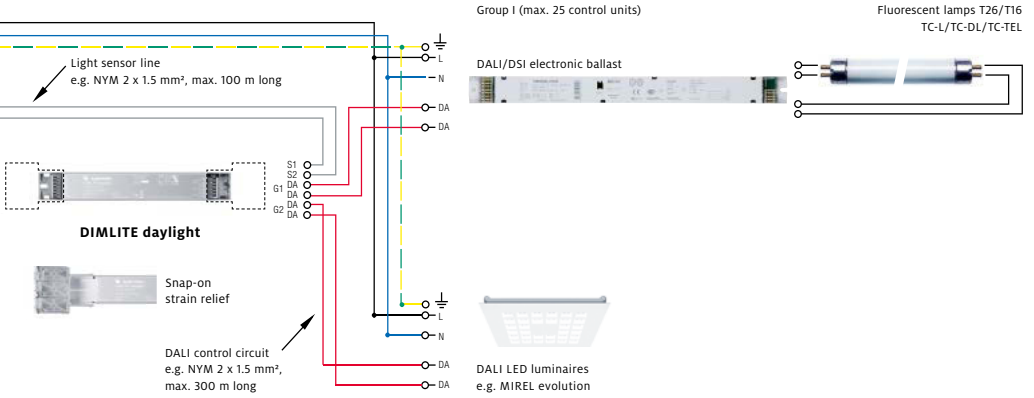 Group I (max. 25 control units)
Fluorescent lamps T26/T16
TC-L/TC-DL/TC-TEL
L
N
DA
DA
DALI/DSI electronic ballast
Light sensor line
e.g. NYM 2 x 1.5 mm², max. 100 m long
S1
S2
G1 DA
DA
G2 DA
DA
DIMLITE daylight
Snap-on
strain relief
DALI control circuit
e.g. NYM 2 x 1.5 mm²,
max. 300 m long
L
N
DA
DA
DALI LED luminaires
e.g. MIREL evolution